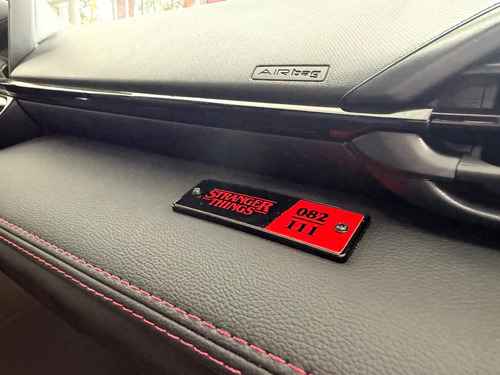 AIRbag
STRANGER
THINGS
082
111